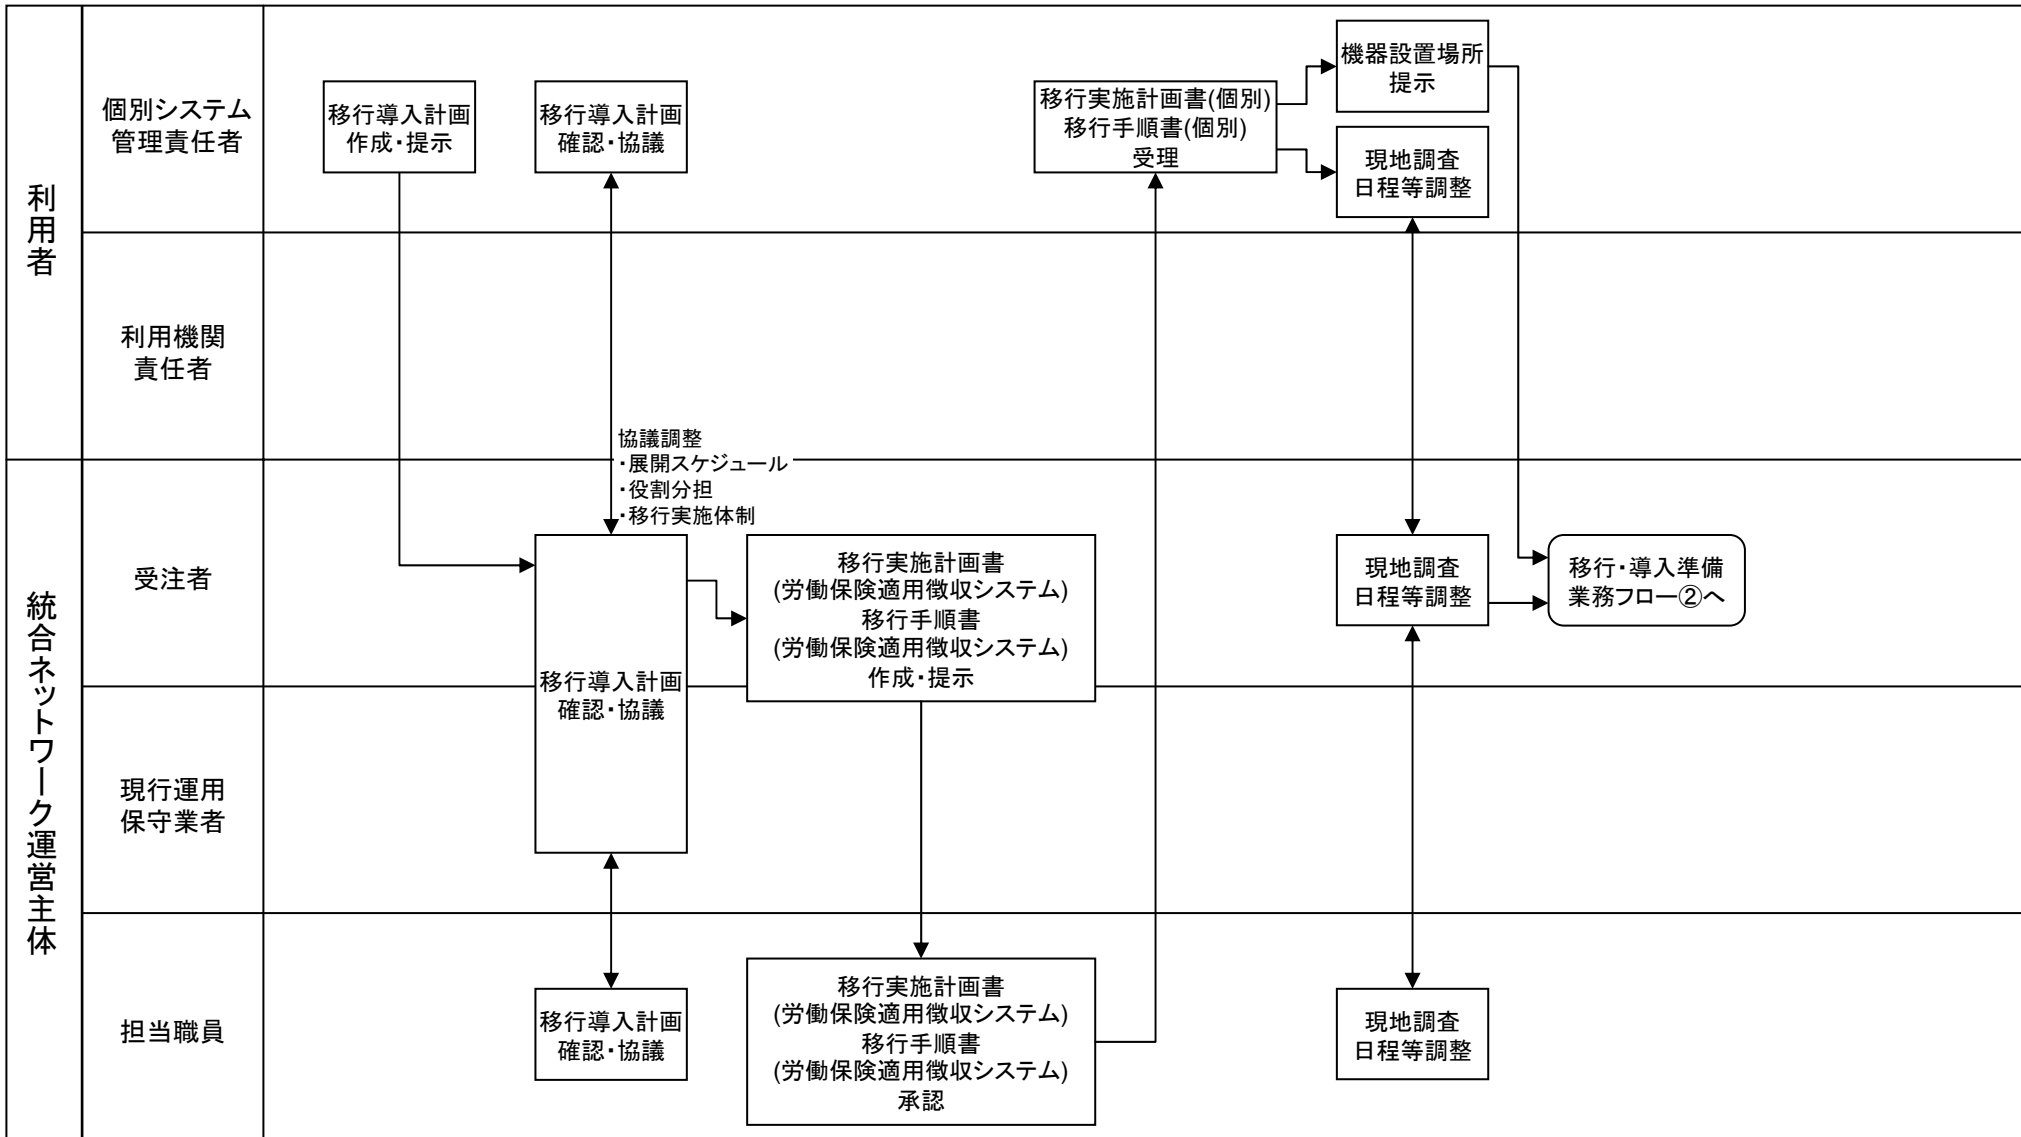 利用者
個別システム
管理責任者
移行導入計画
作成・提示
移行導入計画
確認・協議
移行実施計画書(個別)
移行手順書(個別)
受理
機器設置場所
提示
現地調査
日程等調整
利用機関
責任者
協議調整
・展開スケジュール
・役割分担
・移行実施体制
統合ネットワーク運営主体
受注者
移行導入計画
確認・協議
移行実施計画書
(労働保険適用徴収システム)
移行手順書
(労働保険適用徴収システム)
作成・提示
現地調査
日程等調整
移行・導入準備
業務フロー②へ
現行運用
保守業者
担当職員
移行導入計画
確認・協議
移行実施計画書
(労働保険適用徴収システム)
移行手順書
(労働保険適用徴収システム)
承認
現地調査
日程等調整